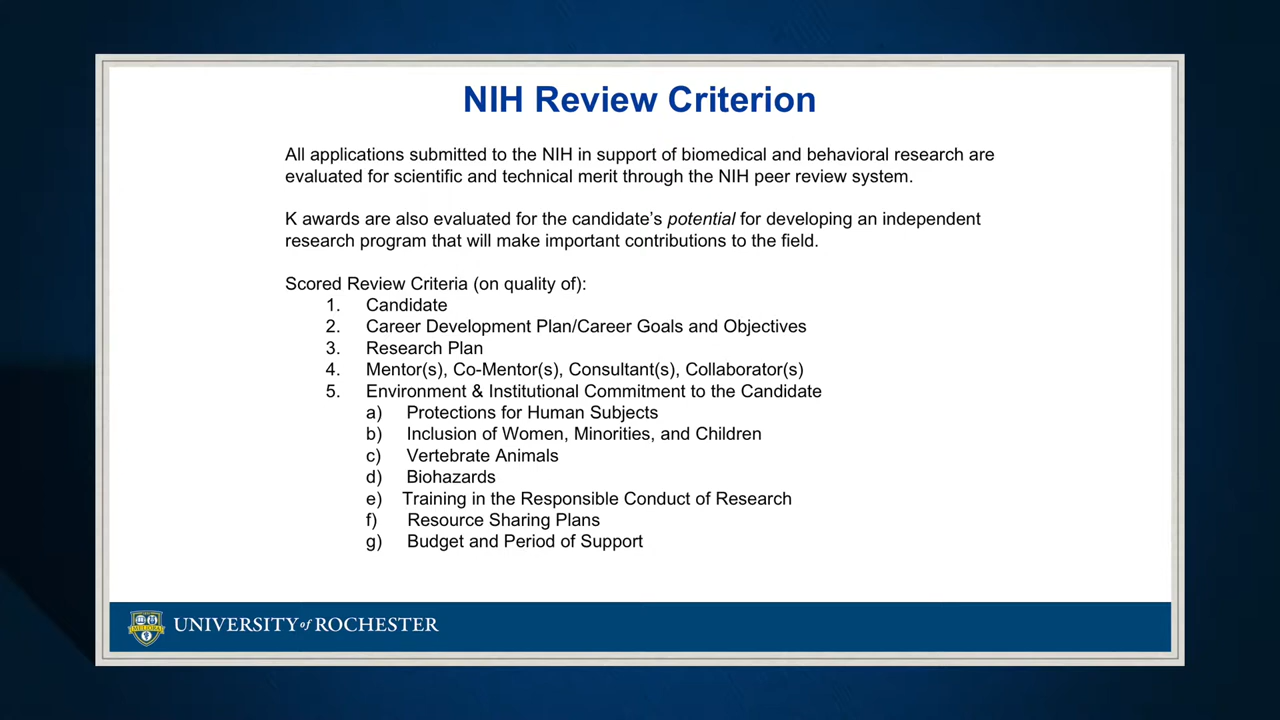 NIH Review Criterion
All applications submitted to the NIH in support of biomedical and behavioral research are
evaluated for scientific and technical merit through the NIH peer review system.
K awards are also evaluated for the candidate's potential for developing an independent
research program that will make important contributions to the field.
Scored Review Criteria (on quality of):
1. Candidate
2. Career Development Plan/Career Goals and Objectives
3. Research Plan
4. Mentor(s), Co-Mentor(s), Consultant(s), Collaborator(s)
5. Environment & Institutional Commitment to the Candidate
a) Protections for Human Subjects
b) Inclusion of Women, Minorities, and Children
c) Vertebrate Animals
d) Biohazards
e) Training in the Responsible Conduct of Research
f) Resource Sharing Plans
g) Budget and Period of Support
MELIORA
UNIVERSITY of ROCHESTER